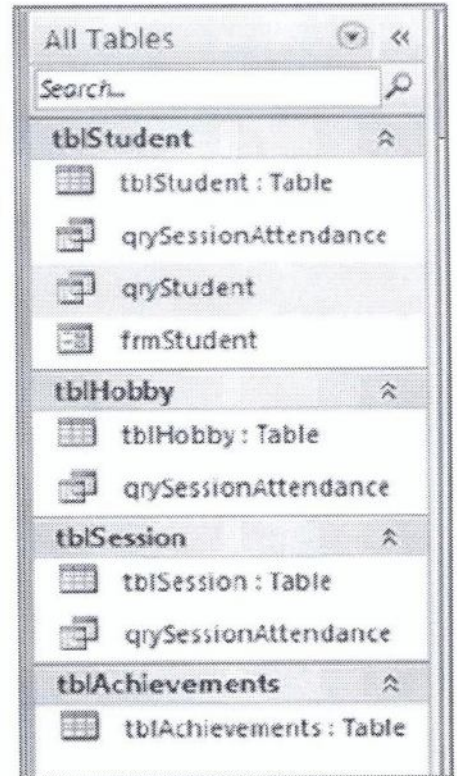 All Tables
Search...
tblStudent
tblStudent : Table
qrySessionAttendance
qryStudent
frmStudent
tblHobby
tblHobby : Table
qrySessionAttendance
tblSession
tblSession : Table
qrySessionAttendance
tblAchievements
tblAchievements : Table